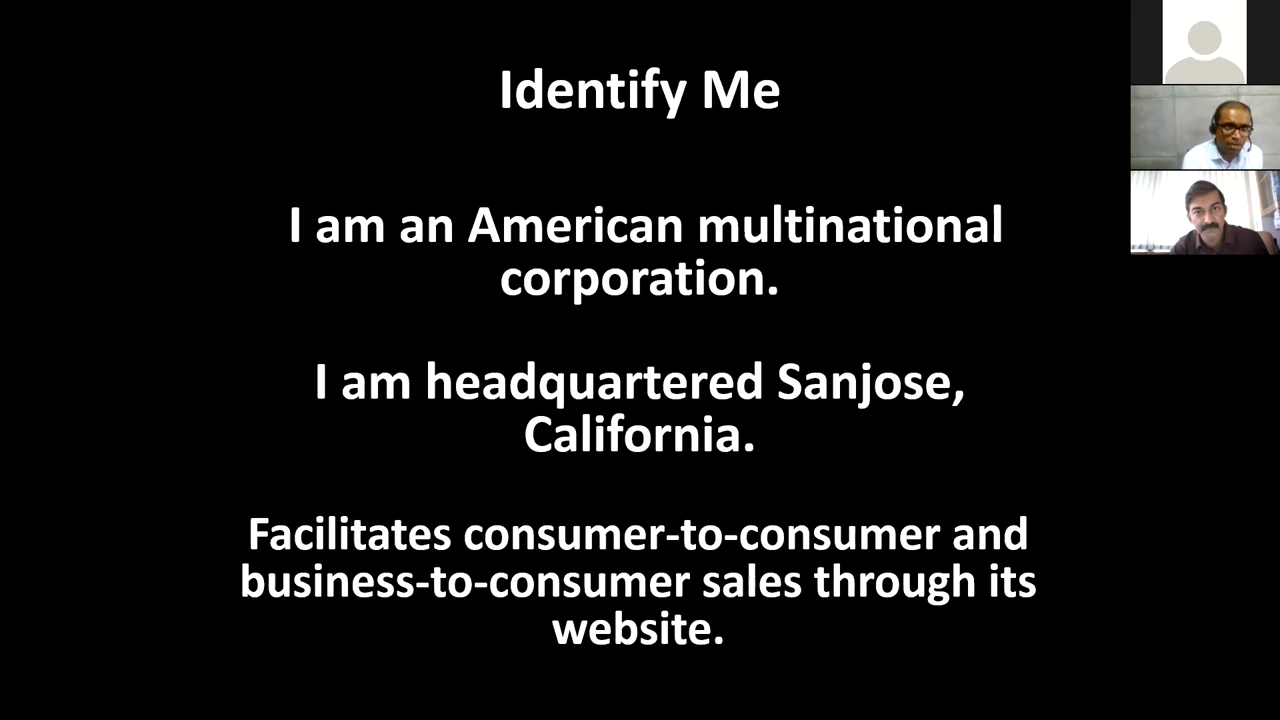 Identify Me
I am an American multinational
corporation.
I am headquartered Sanjose,
California.
Facilitates consumer-to-consumer and
business-to-consumer sales through its
website.